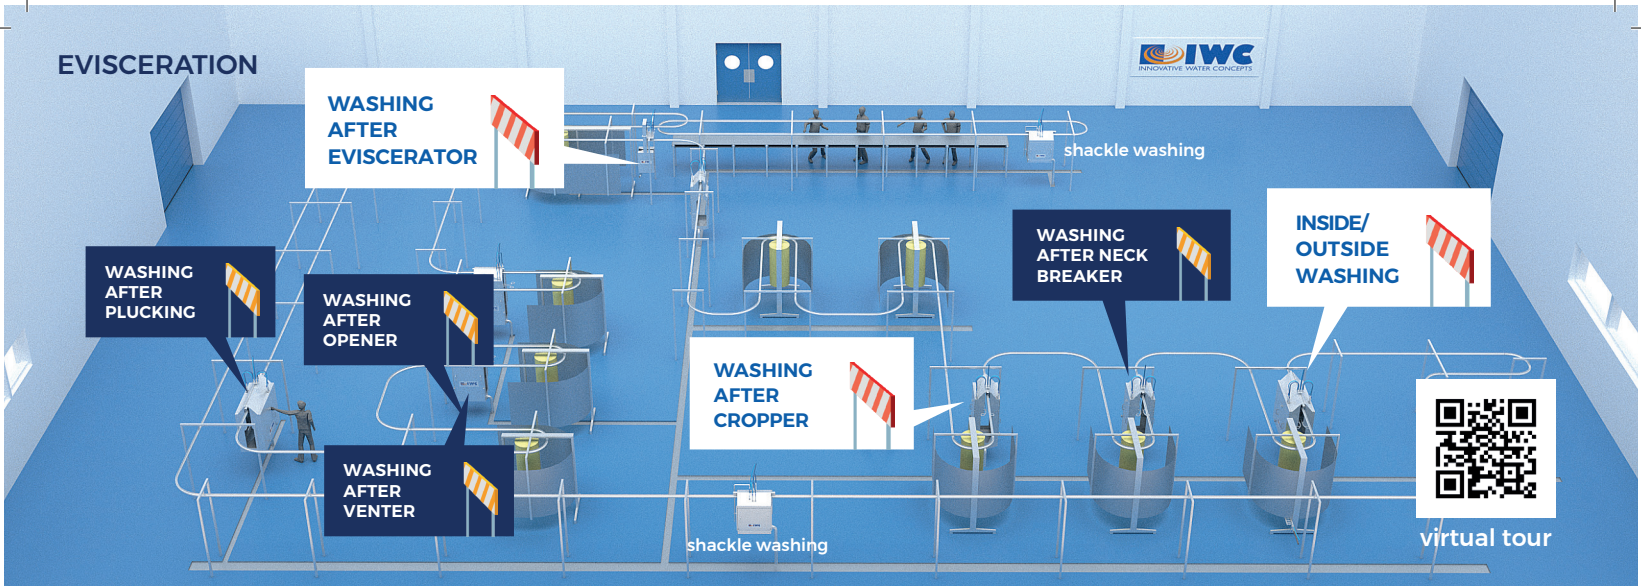 EVISCERATION
IWC
INNOVATIVE WATER CONCEPTS
WASHING
AFTER
EVISCERATOR
shackle washing
WASHING
AFTER
PLUCKING
WASHING
AFTER
OPENER
WASHING
AFTER NECK
BREAKER
INSIDE/
OUTSIDE
WASHING
WASHING
AFTER
CROPPER
WASHING
AFTER
VENTER
IWC
shackle washing
virtual tour